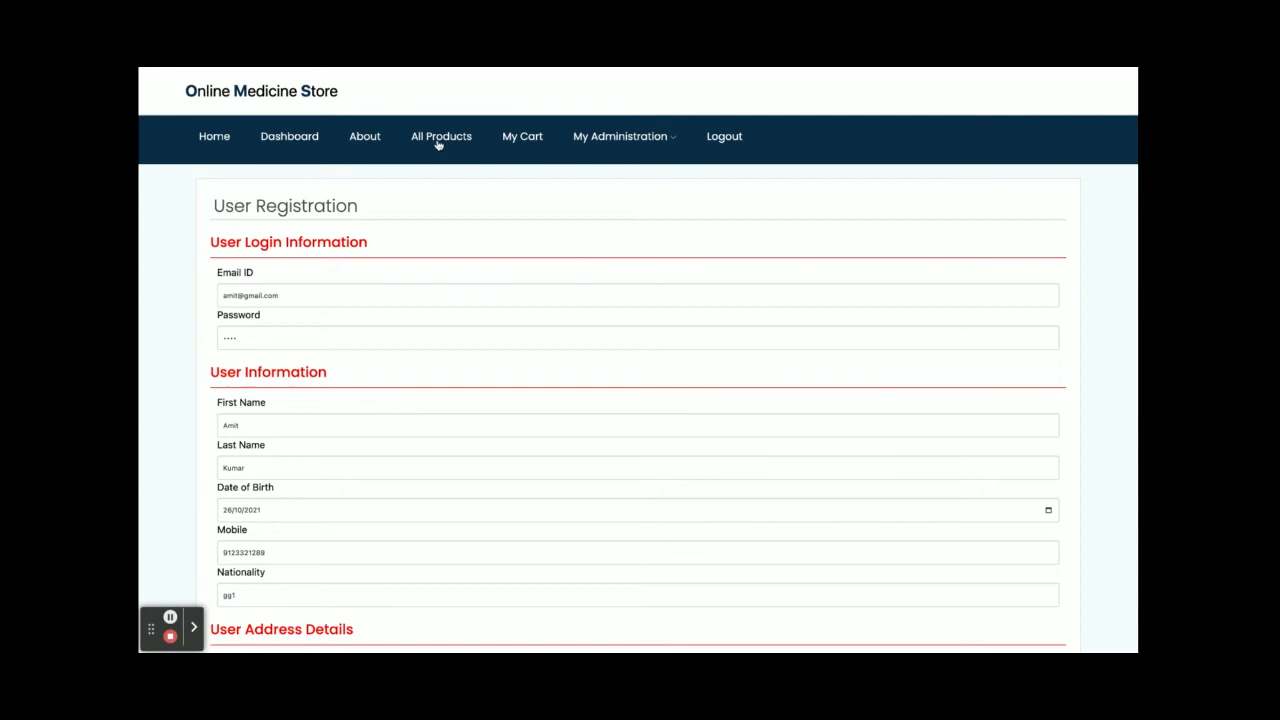 Online Medicine Store
Home Dashboard About All Products My Cart My Administration Logout
User Registration
User Login Information
Email ID
amit@gmail.com
Password
····
User Information
First Name
Amit
Last Name
Kumar
Date of Birth
26/10/2021
Mobile
9123321289
Nationality
gg1
User Address Details